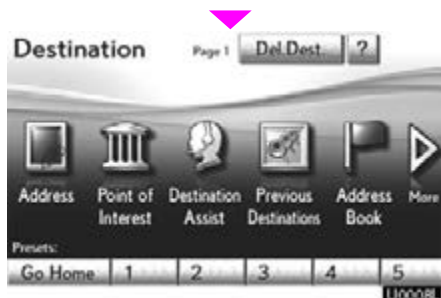 Destination Page 1 Del.Dest. ?
Address Point of Interest Destination Assist Previous Destinations Address Book More
Presets:
Go Home 1 2 3 4 5